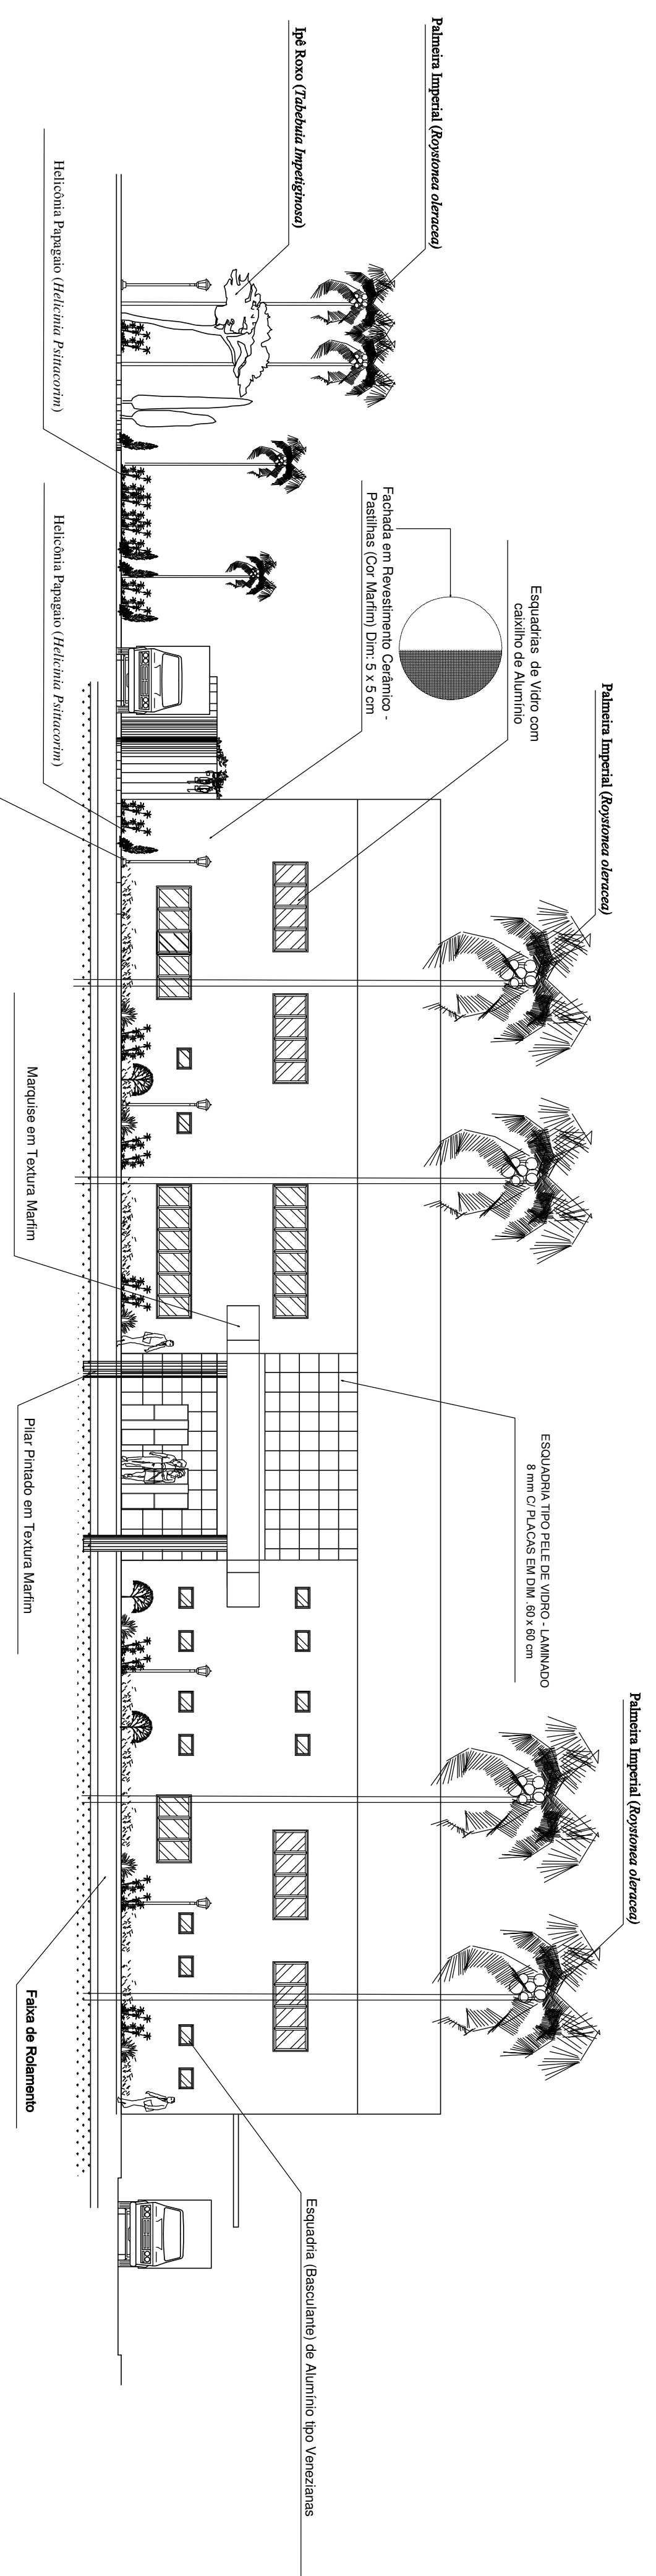 Palmeira Imperial (Roystonea oleracea)
Ipê Roxo (Tabebuia Impetiginosa)
Helicônia Papagaio (Helicinia Psittacorim)
Esquadrias de Vidro com
caixilho de Alumínio
Fachada em Revestimento Cerâmico -
Pastilhas (Cor Marfim) Dim: 5 x 5 cm
Helicônia Papagaio (Helicinia Psittacorim)
Palmeira Imperial (Roystonea oleracea)
Marquise em Textura Marfim
ESQUADRIA TIPO PELE DE VIDRO - LAMINADO
8 mm C/ PLACAS EM DIM .60 x 60 cm
Pilar Pintado em Textura Marfim
Palmeira Imperial (Roystonea oleracea)
Faixa de Rolamento
Esquadria (Basculante) de Alumínio tipo Venezianas